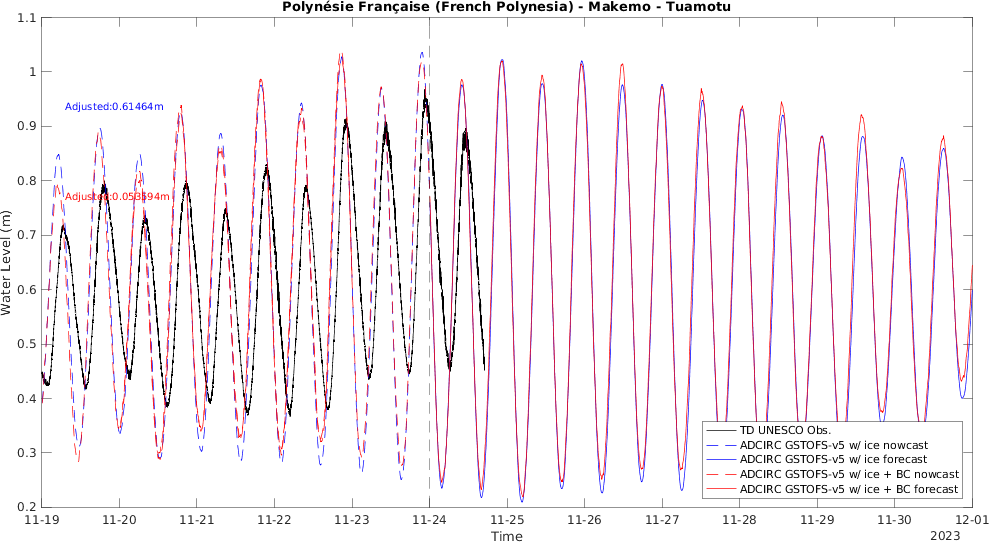 Polynésie Française (French Polynesia) - Makemo - Tuamotu
1.1
1
0.9
0.8
0.7
0.6
0.5
0.4
0.3
0.2
Water Level (m)
Adjusted:0.61464m
Adjusted:0.053594m
TD UNESCO Obs.
ADCIRC GSTOFS-v5 w/ ice nowcast
ADCIRC GSTOFS-v5 w/ ice forecast
ADCIRC GSTOFS-v5 w/ ice + BC nowcast
ADCIRC GSTOFS-v5 w/ ice + BC forecast
11-19 11-20 11-21 11-22 11-23 11-24 11-25 11-26 11-27 11-28 11-29 11-30 12-01
Time
2023